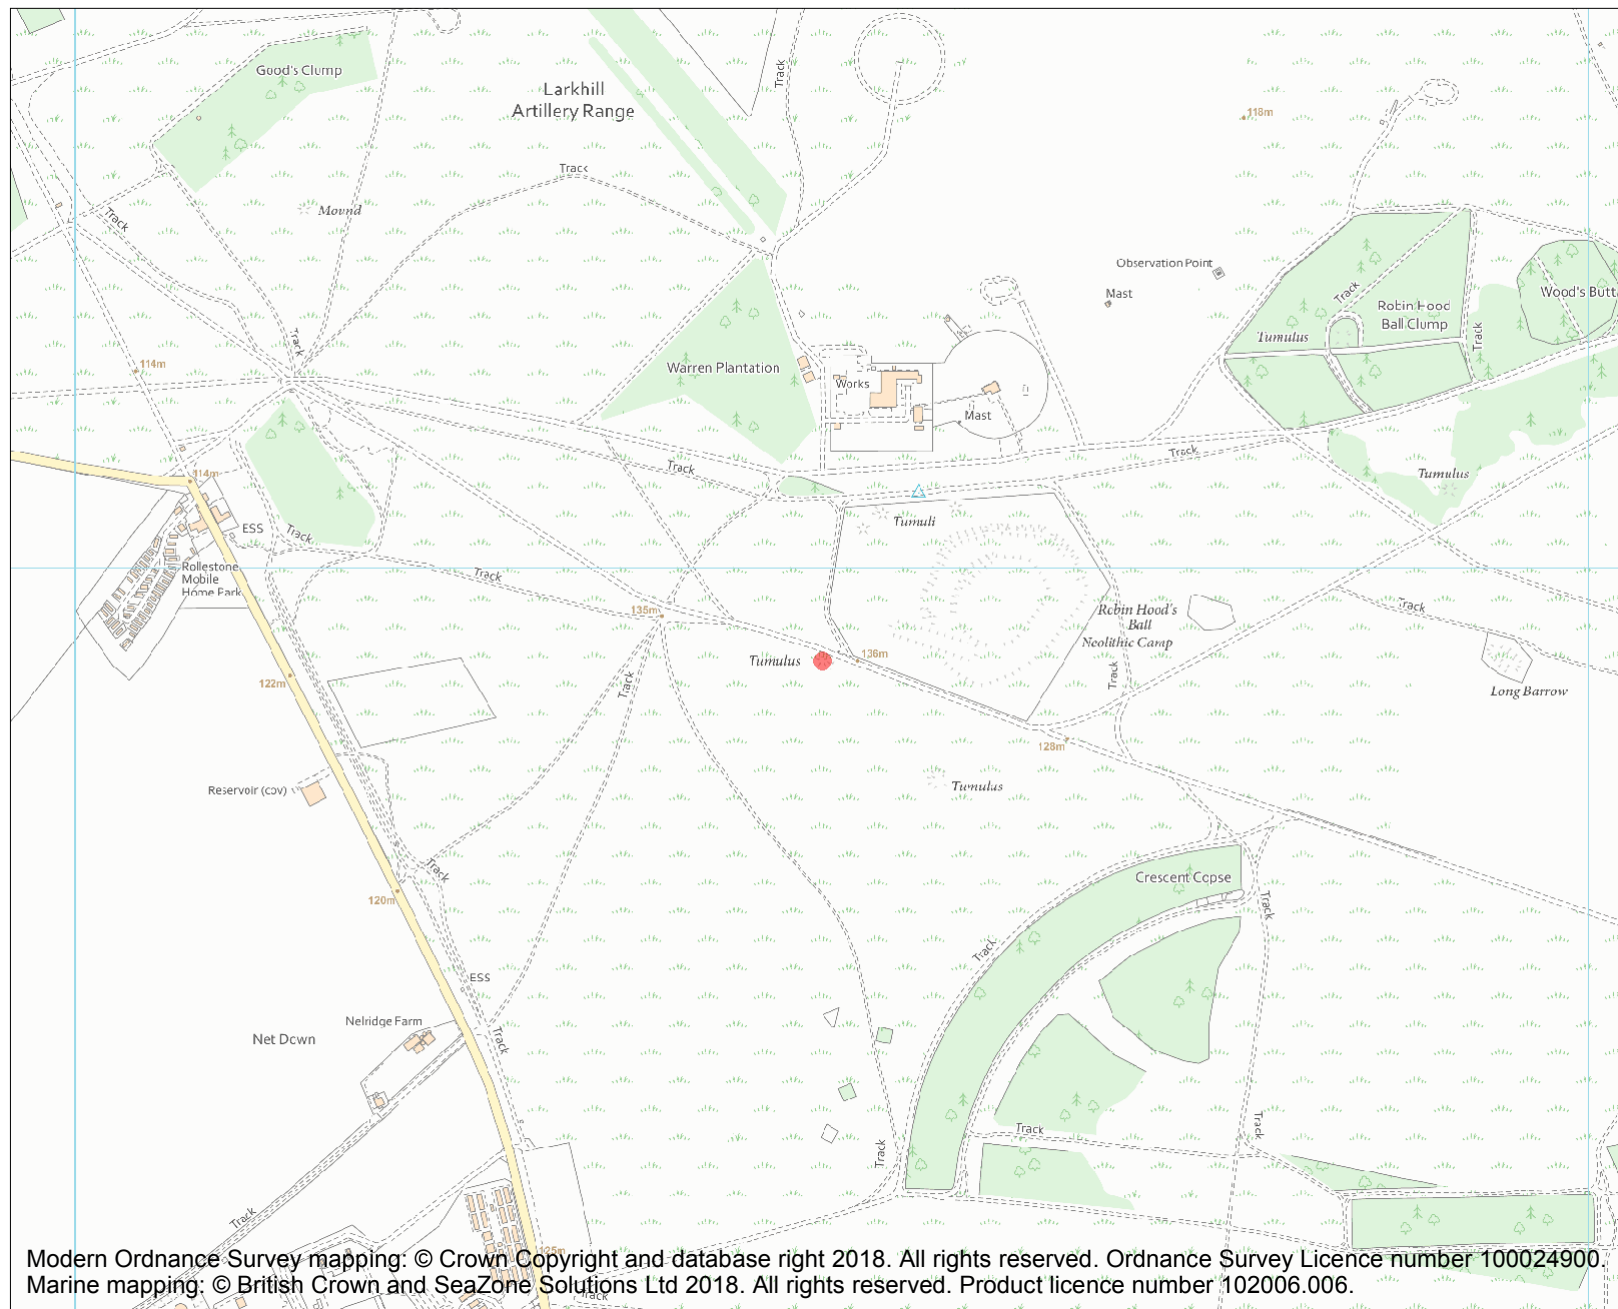 Good's Clump
Larkhill
Artillery Range
Track
118m
Track
Track
Mound
Observation Point
Mast
Track
Robin Hood
Ball Clump
Wood's Butt
Tumulus
Track
Track
114m
Warren Plantation
Works
Mast
Track
Track
Tumulus
114m
ESS
Track
Tumuli
Rollestone
Mobile
Home Park
Track
135m
Robin Hood's
Ball
Neolithic Camp
Track
Tumulus
136m
Track
Track
122m
Long Barrow
128m
Reservoir (cov)
Tumulus
Track
Crescent Copse
120m
Track
Track
ESS
Nelridge Farm
Net Down
Track
Track
Track
Track
Track
125m
Track
Modern Ordnance Survey mapping: © Crown Copyright and database right 2018. All rights reserved. Ordnance Survey Licence number 100024900.
Marine mapping: © British Crown and SeaZone Solutions Ltd 2018. All rights reserved. Product licence number 102006.006.